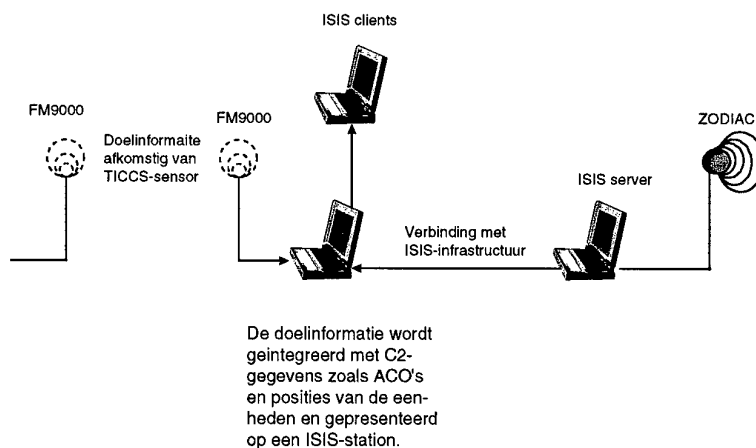 ISIS clients
FM9000
Doelinformaite
afkomstig van
TICCS-sensor
FM9000
ZODIAC
ISIS server
Verbinding met
ISIS-infrastructuur
De doelinformatie wordt
geintegreerd met C2-
gegevens zoals ACO's
en posities van de een-
heden en gepresenteerd
op een ISIS-station.